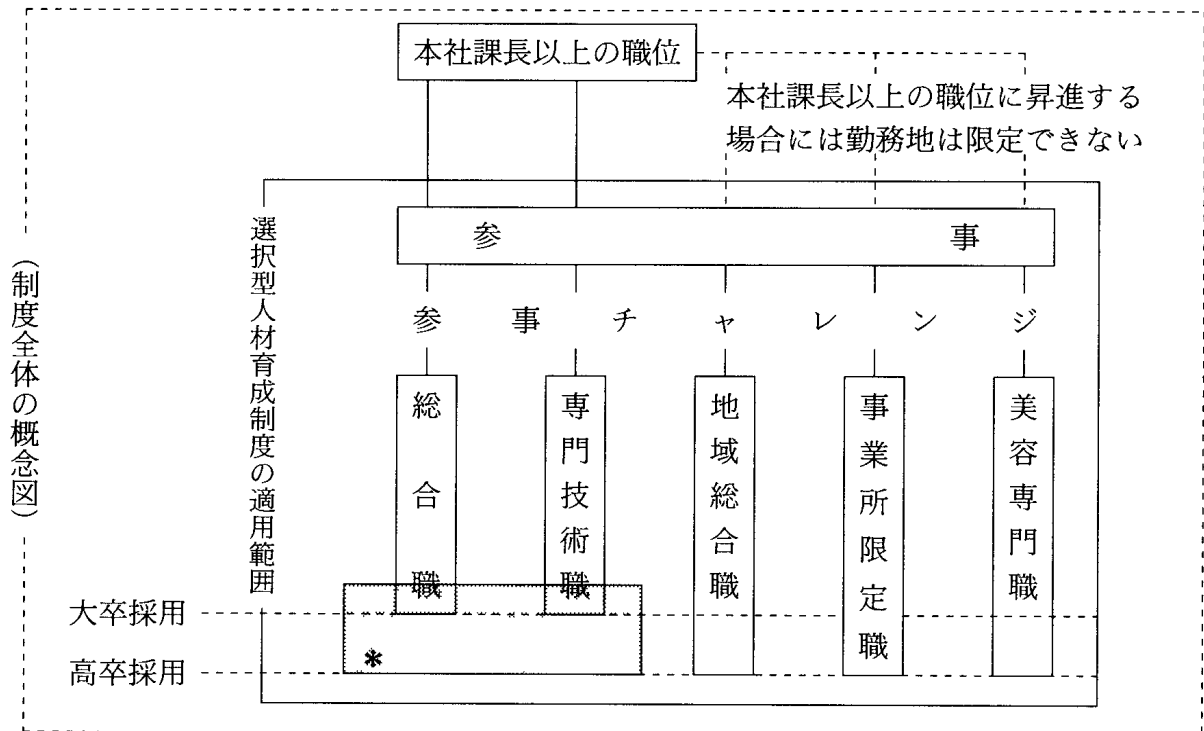 本社課長以上の職位
本社課長以上の職位に昇進する
場合には勤務地は限定できない
(制度全体の概念図)
選択型人材育成制度の適用範囲
参事
参事チャレンジ
総合職
専門技術職
地域総合職
事業所限定職
美容専門職
大卒採用
高卒採用
*